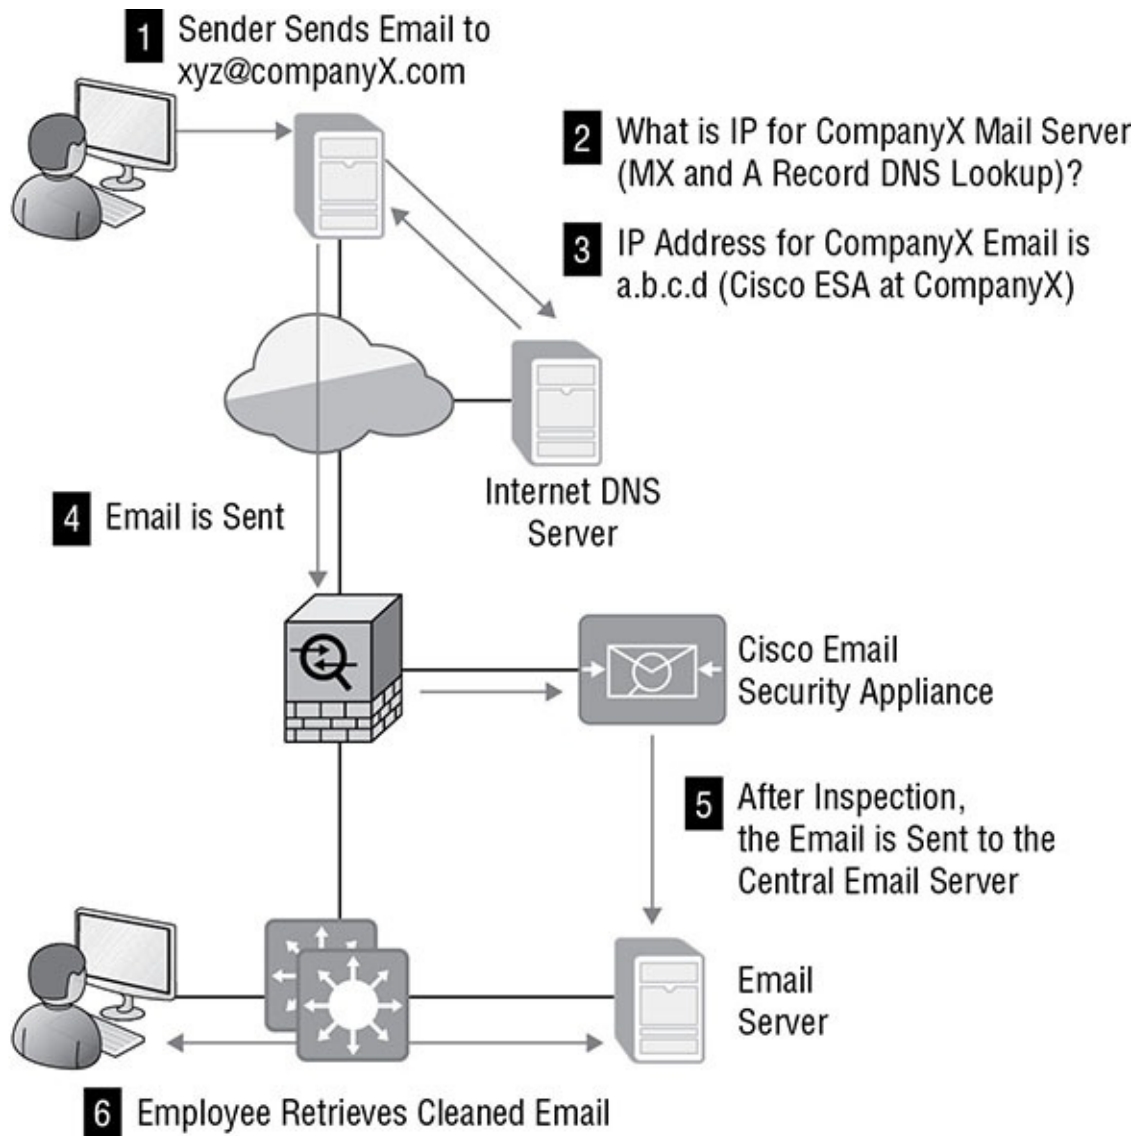 1 Sender Sends Email to
xyz@companyX.com
2 What is IP for CompanyX Mail Server
(MX and A Record DNS Lookup)?
3 IP Address for CompanyX Email is
a.b.c.d (Cisco ESA at CompanyX)
Internet DNS
Server
4 Email is Sent
Cisco Email
Security Appliance
5 After Inspection,
the Email is Sent to the
Central Email Server
Email
Server
6 Employee Retrieves Cleaned Email